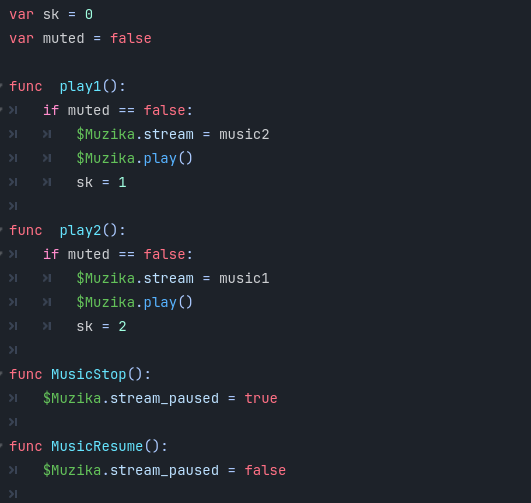 var sk = 0
var muted = false
func  play1():
if muted == false:
$Muzika.stream = music2
$Muzika.play()
sk = 1
func  play2():
if muted == false:
$Muzika.stream = music1
$Muzika.play()
sk = 2
func MusicStop():
$Muzika.stream_paused = true
func MusicResume():
$Muzika.stream_paused = false